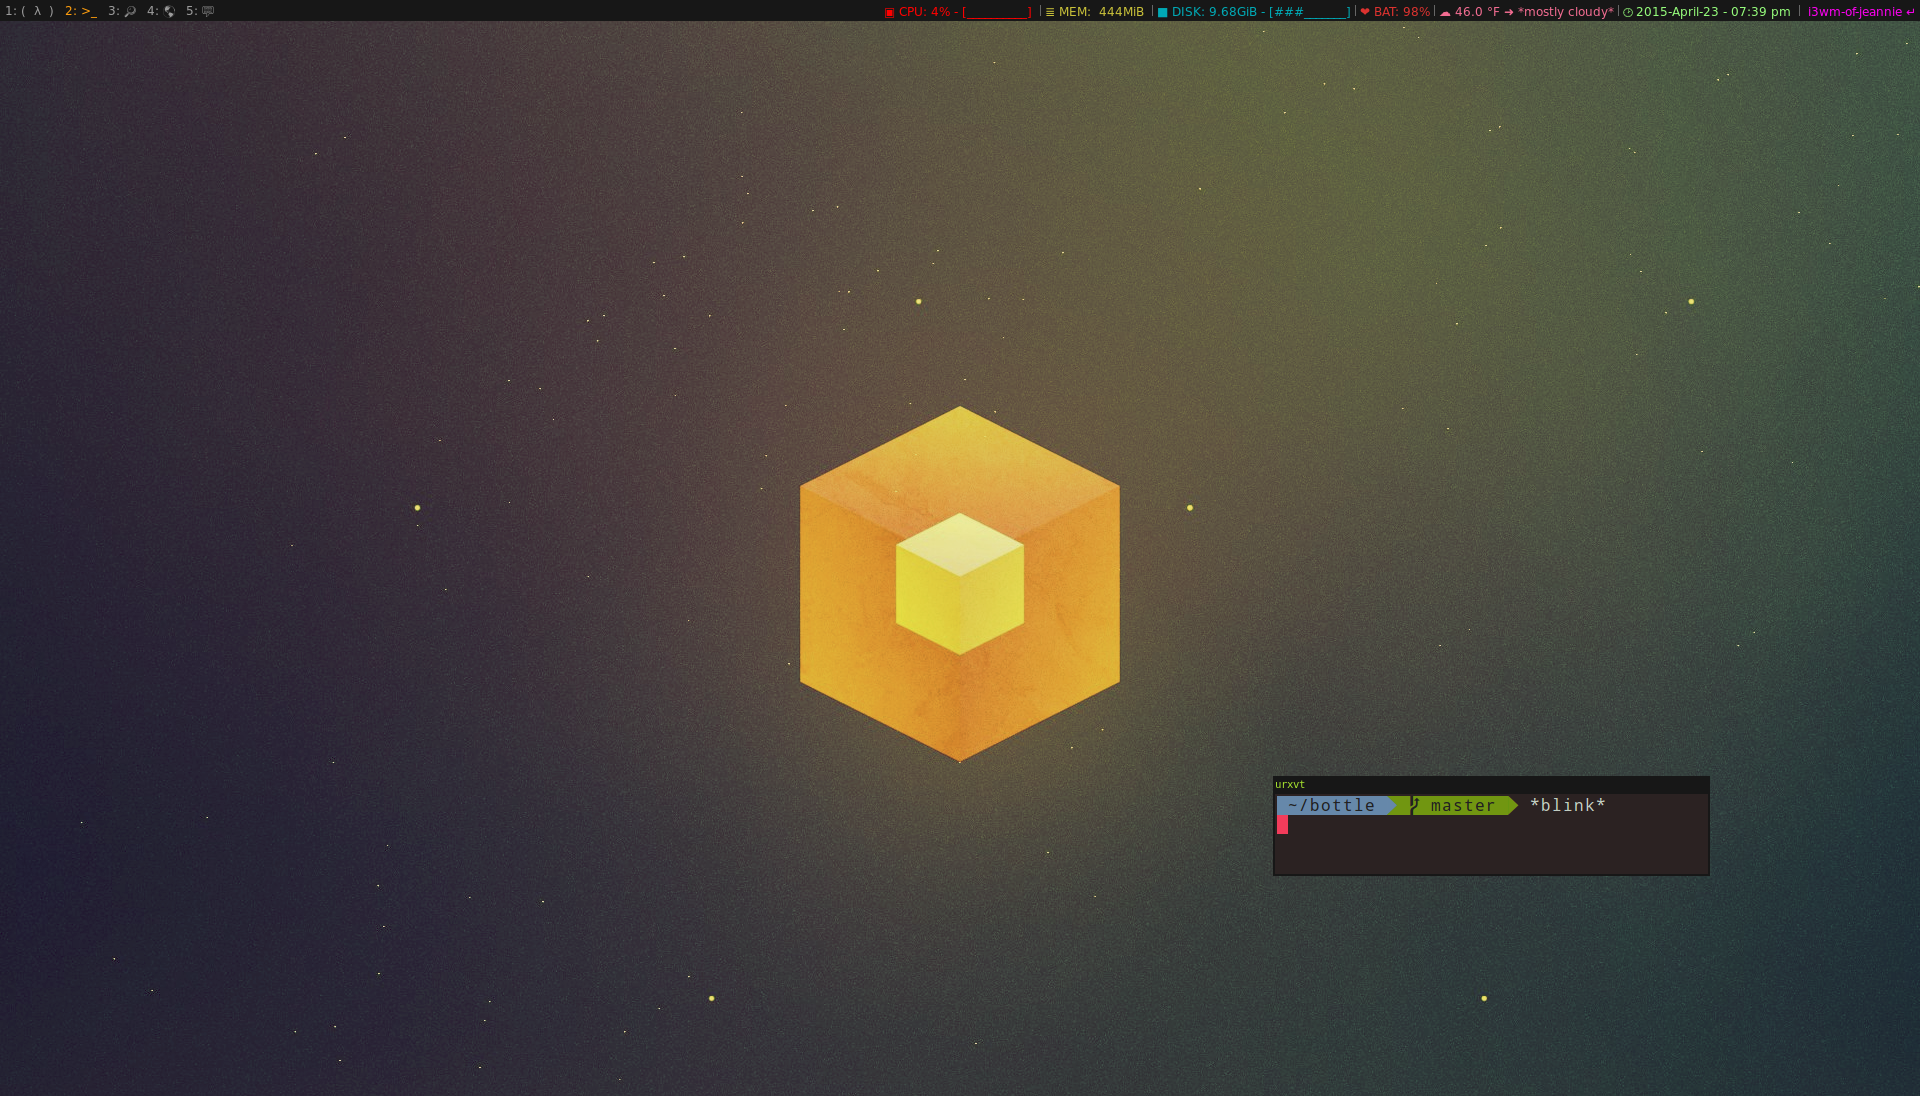 1: ( λ ) 2: >_ 3: 4: 5: CPU: 4% - [_________] | MEM: 444MiB | DISK: 9.68GiB - [###______] | BAT: 98% | 46.0 °F ➜ *mostly cloudy* | 2015-April-23 - 07:39 pm | i3wm-of-jeannie ↵
urxvt
~/bottle master *blink*